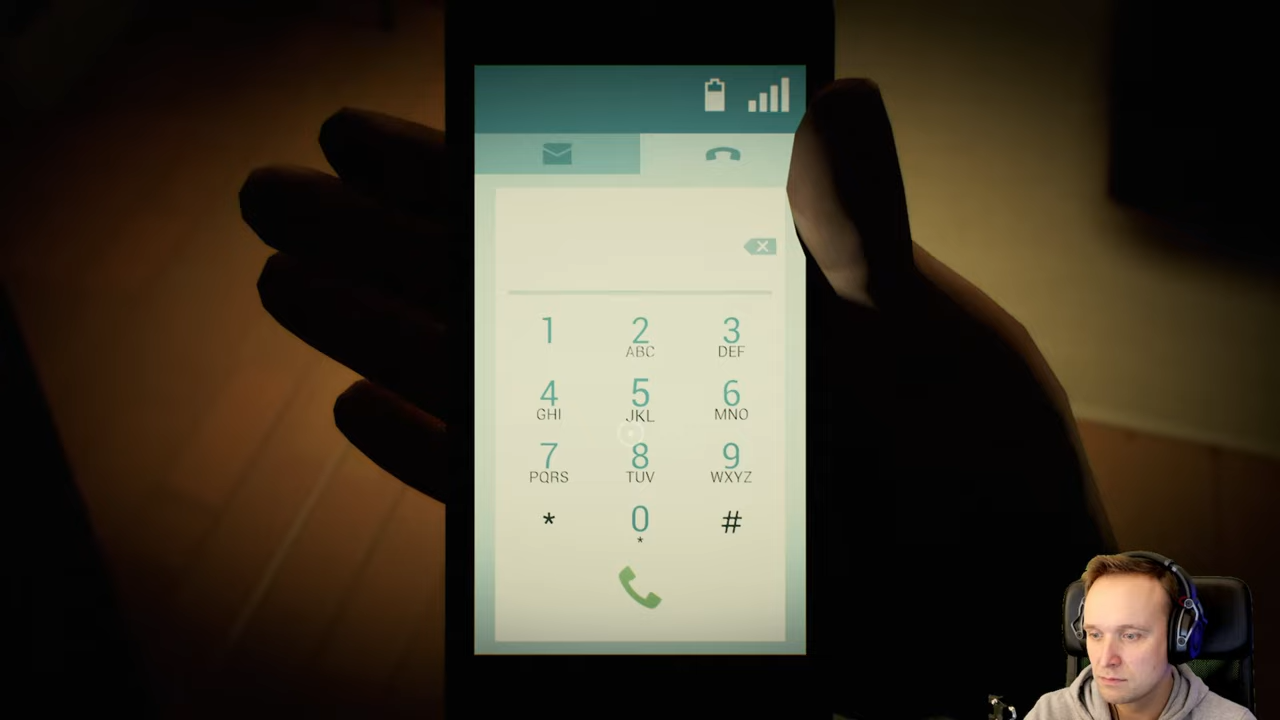 1 2 3
ABC DEF
4 5 6
GHI JKL MNO
7 8 9
PQRS TUV WXYZ
* 0 #
*